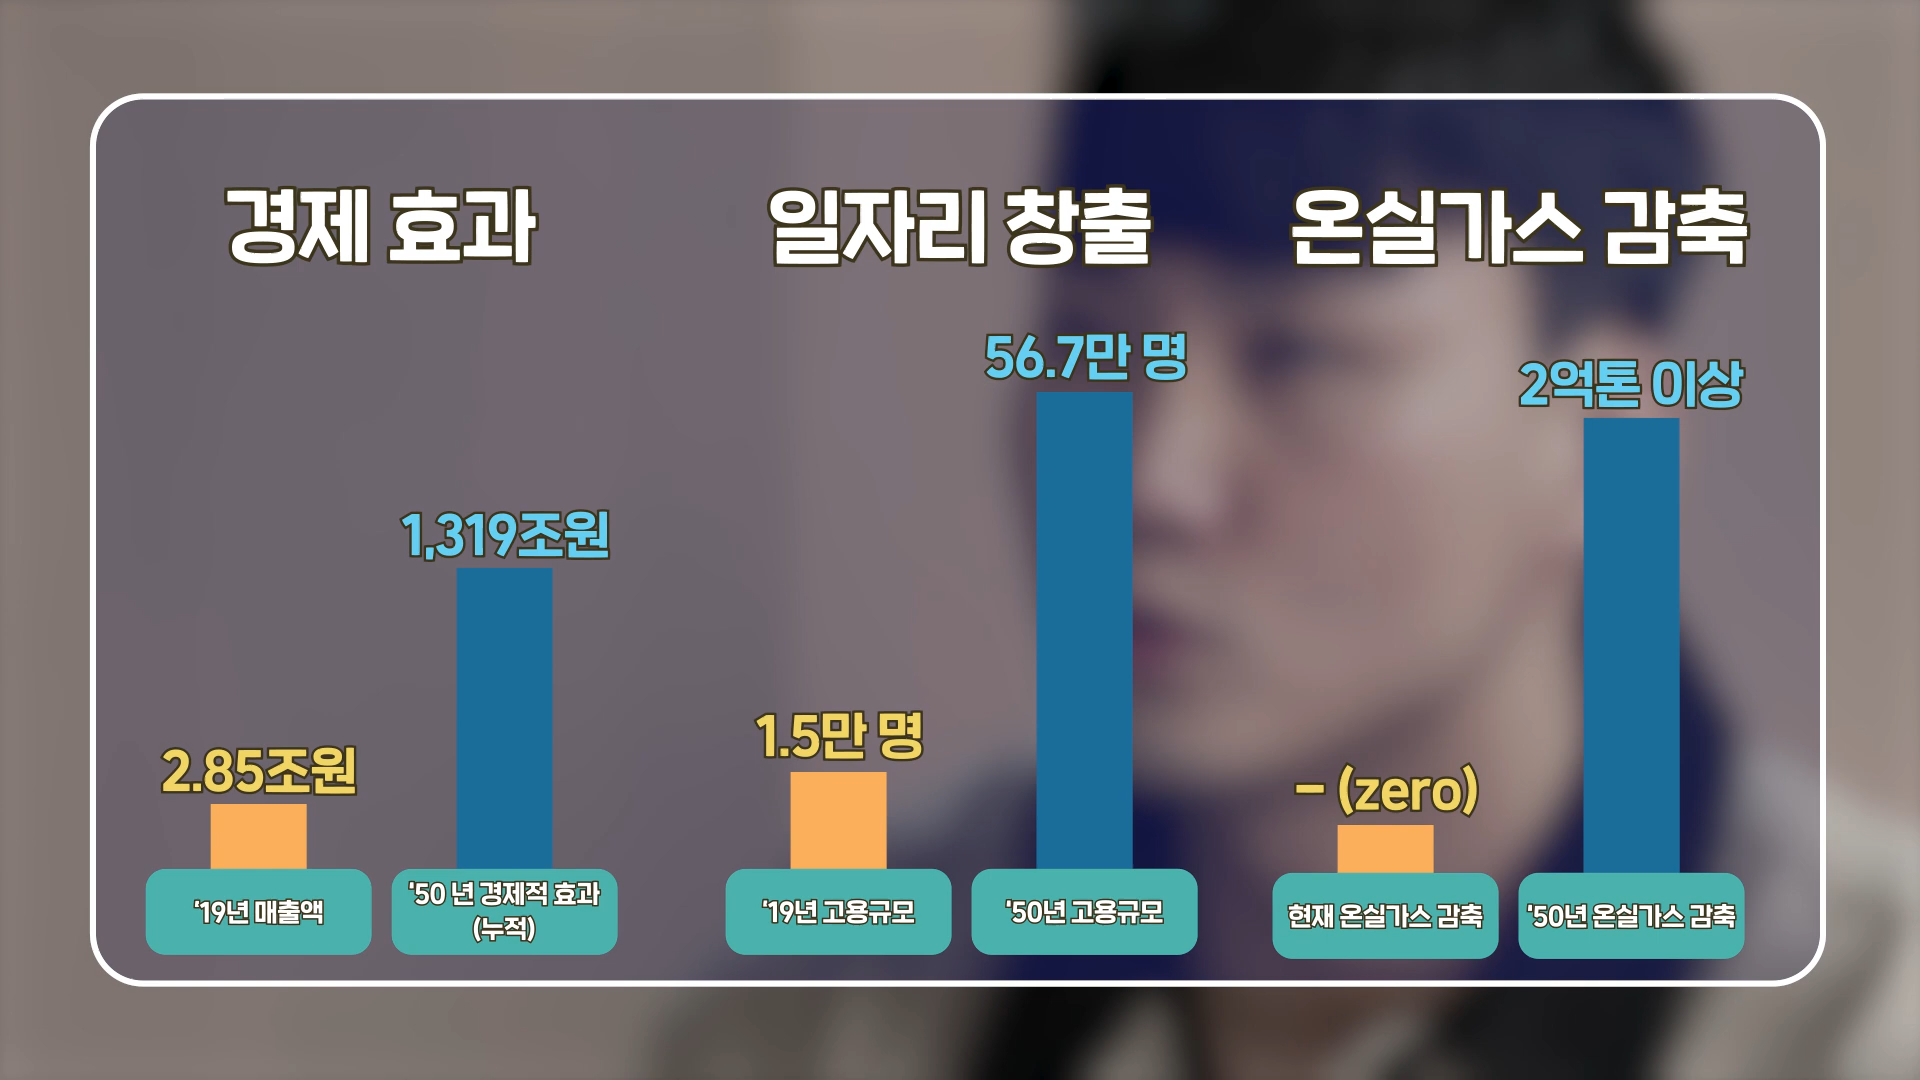 경제 효과
2.85조원
1,319조원
'19년 매출액
'50 년 경제적 효과
(누적)
일자리 창출
1.5만 명
56.7만 명
'19년 고용규모
'50년 고용규모
온실가스 감축
– (zero)
2억톤 이상
현재 온실가스 감축
'50년 온실가스 감축